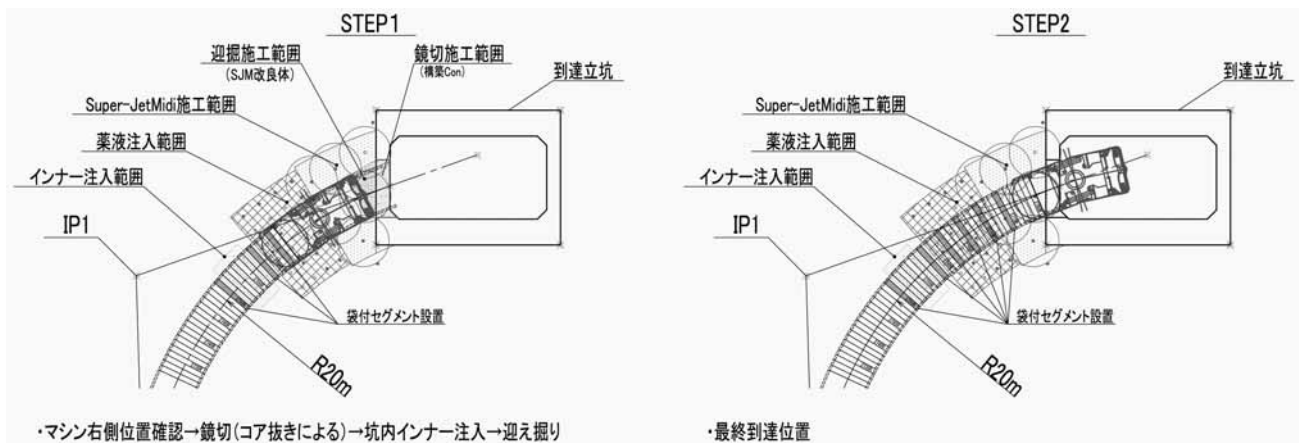 STEP1
迎掘施工範囲
(SJM改良体)
鏡切施工範囲
(構築Con)
到達立坑
Super-JetMidi施工範囲
薬液注入範囲
インナー注入範囲
IP1
袋付セグメント設置
R20m
・マシン右側位置確認→鏡切(コア抜きによる)→坑内インナー注入→迎え掘り
STEP2
到達立坑
Super-JetMidi施工範囲
薬液注入範囲
インナー注入範囲
IP1
袋付セグメント設置
R20m
・最終到達位置